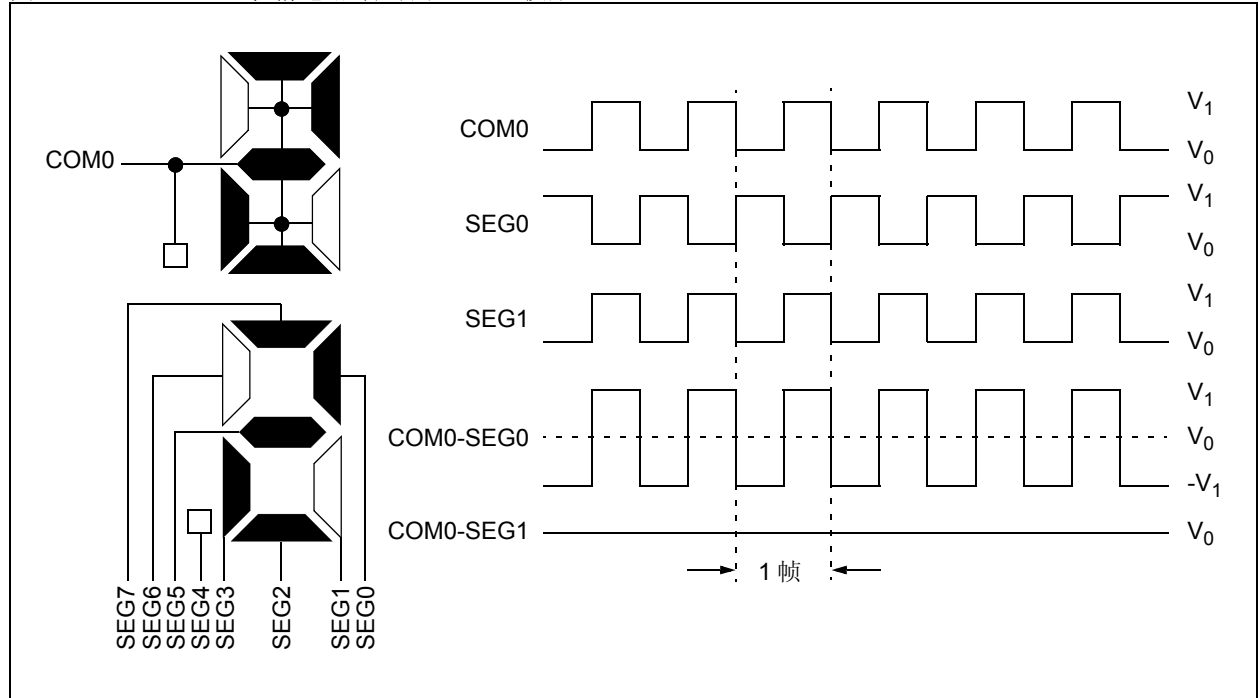 COM0
COM0
V1
V0
SEG0
V1
V0
SEG1
V1
V0
COM0-SEG0
V1
V0
-V1
COM0-SEG1
V0
1 帧
SEG7
SEG6
SEG5
SEG4
SEG3
SEG2
SEG1
SEG0